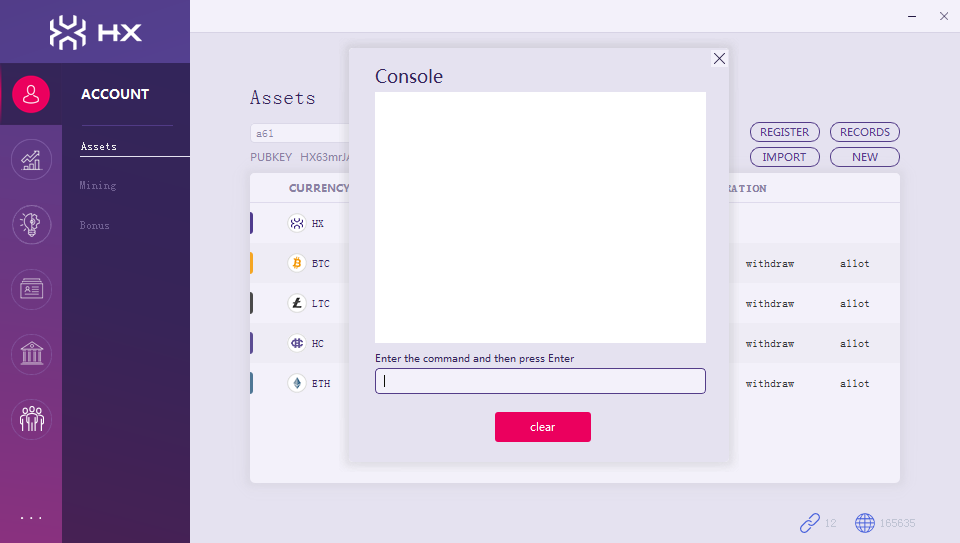 HX
ACCOUNT
Assets
Mining
Bonus
Assets
a61
PUBKEY HX63mrJ
REGISTER RECORDS
IMPORT NEW
CURRENCY
HX
BTC withdraw allot
LTC withdraw allot
HC withdraw allot
ETH withdraw allot
Console
Enter the command and then press Enter
clear
12 165635